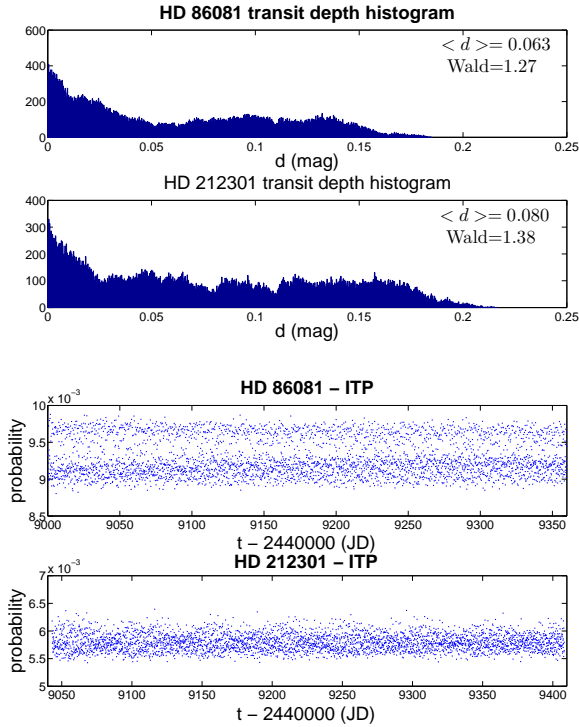 HD 86081 transit depth histogram
600
400
200
0
< d >= 0.063
Wald=1.27
0 0.05 0.1 0.15 0.2 0.25
d (mag)
HD 212301 transit depth histogram
400
300
200
100
0
< d >= 0.080
Wald=1.38
0 0.05 0.1 0.15 0.2 0.25
d (mag)
HD 86081 − ITP
x 10−3
10
9.5
9
8.5
probability
9000 9050 9100 9150 9200 9250 9300 9350
t − 2440000 (JD)
HD 212301 − ITP
x 10−3
7
6.5
6
5.5
5
probability
9050 9100 9150 9200 9250 9300 9350 9400
t − 2440000 (JD)